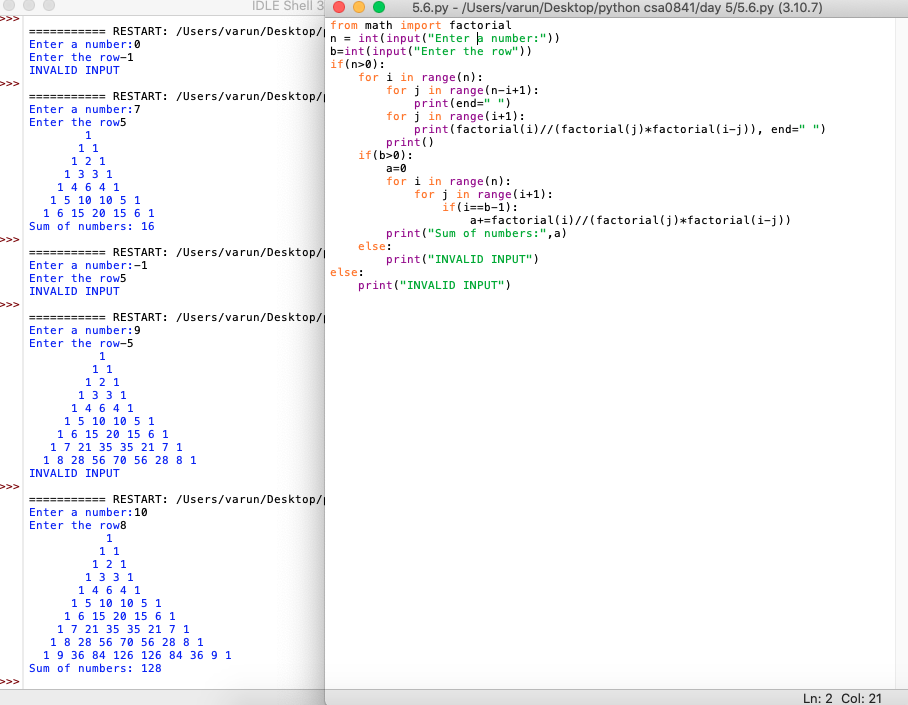 IDLE Shell 3
>>>
=========== RESTART: /Users/varun/Desktop/
Enter a number:0
Enter the row-1
INVALID INPUT
>>>
=========== RESTART: /Users/varun/Desktop/
Enter a number:7
Enter the row5
1
1 1
1 2 1
1 3 3 1
1 4 6 4 1
1 5 10 10 5 1
1 6 15 20 15 6 1
Sum of numbers: 16
>>>
=========== RESTART: /Users/varun/Desktop/
Enter a number:-1
Enter the row5
INVALID INPUT
>>>
=========== RESTART: /Users/varun/Desktop/
Enter a number:9
Enter the row-5
1
1 1
1 2 1
1 3 3 1
1 4 6 4 1
1 5 10 10 5 1
1 6 15 20 15 6 1
1 7 21 35 35 21 7 1
1 8 28 56 70 56 28 8 1
INVALID INPUT
>>>
=========== RESTART: /Users/varun/Desktop/
Enter a number:10
Enter the row8
1
1 1
1 2 1
1 3 3 1
1 4 6 4 1
1 5 10 10 5 1
1 6 15 20 15 6 1
1 7 21 35 35 21 7 1
1 8 28 56 70 56 28 8 1
1 9 36 84 126 126 84 36 9 1
Sum of numbers: 128
>>>
5.6.py - /Users/varun/Desktop/python csa0841/day 5/5.6.py (3.10.7)
from math import factorial
n = int(input("Enter a number:"))
b=int(input("Enter the row"))
if(n>0):
    for i in range(n):
        for j in range(n-i+1):
            print(end=" ")
        for j in range(i+1):
            print(factorial(i)//(factorial(j)*factorial(i-j)), end=" ")
        print()
    if(b>0):
        a=0
        for i in range(n):
            for j in range(i+1):
                if(i==b-1):
                    a+=factorial(i)//(factorial(j)*factorial(i-j))
        print("Sum of numbers:",a)
    else:
        print("INVALID INPUT")
else:
    print("INVALID INPUT")
Ln: 2 Col: 21